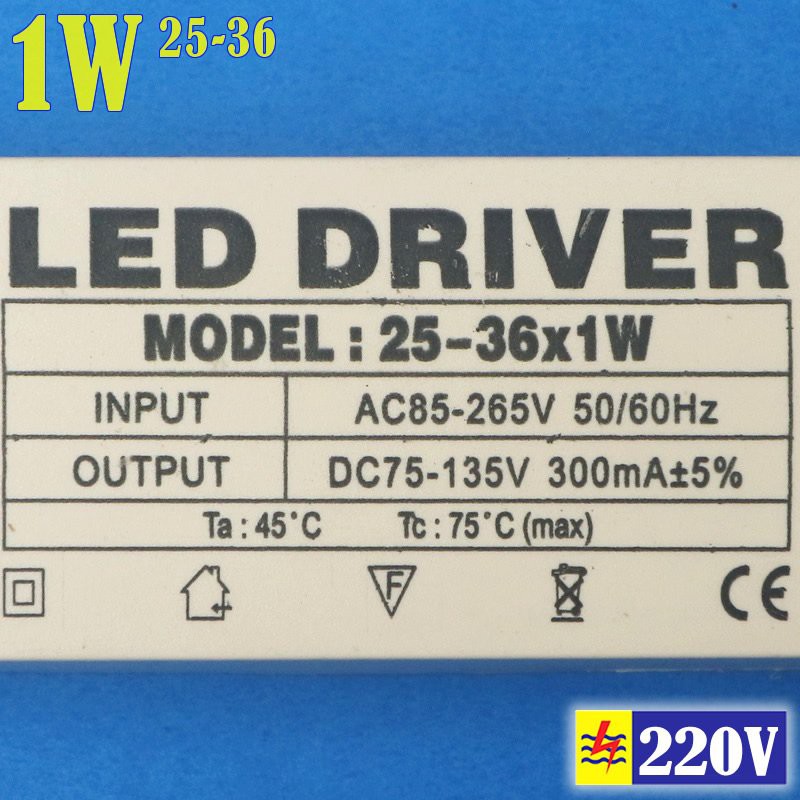 1W 25-36
LED DRIVER
MODEL : 25-36x1W
INPUT AC85-265V 50/60Hz
OUTPUT DC75-135V 300mA±5%
Ta : 45°C Tc : 75°C (max)
F CE
220V